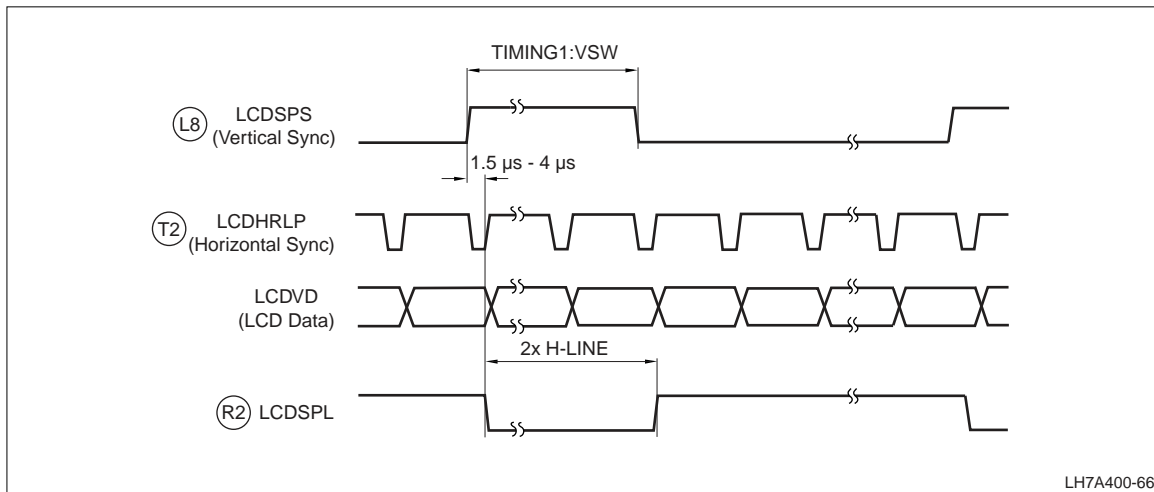 TIMING1:VSW
L8
LCDSPS
(Vertical Sync)
1.5 µs - 4 µs
T2
LCDHRLP
(Horizontal Sync)
LCDVD
(LCD Data)
2x H-LINE
R2
LCDSPL
LH7A400-66